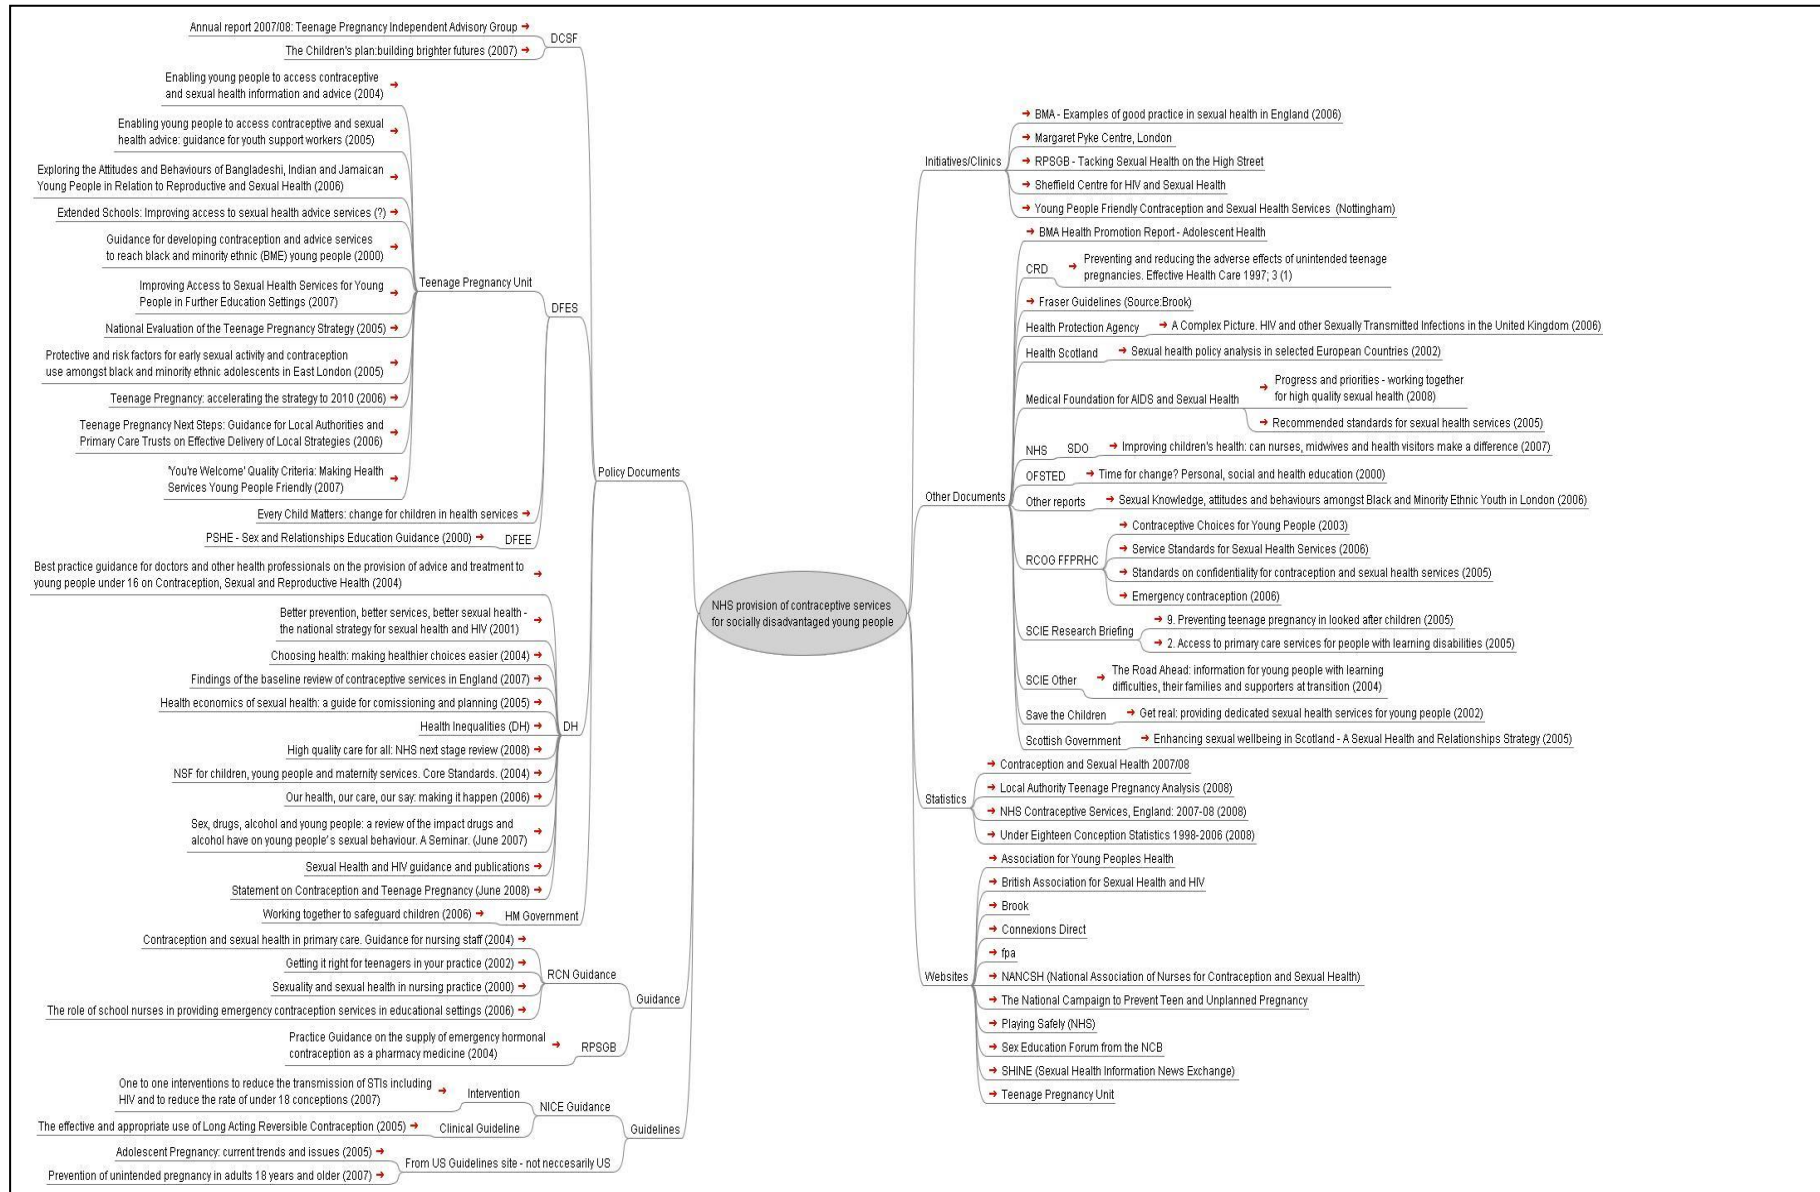 Annual report 2007/08: Teenage Pregnancy Independent Advisory Group
The Children's plan:building brighter futures (2007)
DCSF
Enabling young people to access contraceptive
and sexual health information and advice (2004)
Enabling young people to access contraceptive and sexual
health advice: guidance for youth support workers (2005)
Exploring the Attitudes and Behaviours of Bangladeshi, Indian and Jamaican
Young People in Relation to Reproductive and Sexual Health (2006)
Extended Schools: Improving access to sexual health advice services (?)
Guidance for developing contraception and advice services
to reach black and minority ethnic (BME) young people (2000)
Improving Access to Sexual Health Services for Young
People in Further Education Settings (2007)
National Evaluation of the Teenage Pregnancy Strategy (2005)
Protective and risk factors for early sexual activity and contraception
use amongst black and minority ethnic adolescents in East London (2005)
Teenage Pregnancy: accelerating the strategy to 2010 (2006)
Teenage Pregnancy Next Steps: Guidance for Local Authorities and
Primary Care Trusts on Effective Delivery of Local Strategies (2006)
'You're Welcome' Quality Criteria: Making Health
Services Young People Friendly (2007)
Teenage Pregnancy Unit
Every Child Matters: change for children in health services
PSHE - Sex and Relationships Education Guidance (2000)
DFEE
DFES
Best practice guidance for doctors and other health professionals on the provision of advice and treatment to
young people under 16 on Contraception, Sexual and Reproductive Health (2004)
Better prevention, better services, better sexual health -
the national strategy for sexual health and HIV (2001)
Choosing health: making healthier choices easier (2004)
Findings of the baseline review of contraceptive services in England (2007)
Health economics of sexual health: a guide for comissioning and planning (2005)
Health Inequalities (DH)
High quality care for all: NHS next stage review (2008)
NSF for children, young people and maternity services. Core Standards. (2004)
Our health, our care, our say: making it happen (2006)
Sex, drugs, alcohol and young people: a review of the impact drugs and
alcohol have on young people's sexual behaviour. A Seminar. (June 2007)
Sexual Health and HIV guidance and publications
Statement on Contraception and Teenage Pregnancy (June 2008)
DH
Working together to safeguard children (2006)
HM Government
Policy Documents
Contraception and sexual health in primary care. Guidance for nursing staff (2004)
Getting it right for teenagers in your practice (2002)
Sexuality and sexual health in nursing practice (2000)
The role of school nurses in providing emergency contraception services in educational settings (2006)
RCN Guidance
Practice Guidance on the supply of emergency hormonal
contraception as a pharmacy medicine (2004)
RPSGB
Guidance
One to one interventions to reduce the transmission of STIs including
HIV and to reduce the rate of under 18 conceptions (2007)
Intervention
The effective and appropriate use of Long Acting Reversible Contraception (2005)
Clinical Guideline
NICE Guidance
Adolescent Pregnancy: current trends and issues (2005)
Prevention of unintended pregnancy in adults 18 years and older (2007)
From US Guidelines site - not neccesarily US
Guidelines
NHS provision of contraceptive services
for socially disadvantaged young people
Initiatives/Clinics
BMA - Examples of good practice in sexual health in England (2006)
Margaret Pyke Centre, London
RPSGB - Tacking Sexual Health on the High Street
Sheffield Centre for HIV and Sexual Health
Young People Friendly Contraception and Sexual Health Services (Nottingham)
Other Documents
BMA Health Promotion Report - Adolescent Health
CRD
Preventing and reducing the adverse effects of unintended teenage
pregnancies. Effective Health Care 1997; 3 (1)
Fraser Guidelines (Source:Brook)
Health Protection Agency
A Complex Picture. HIV and other Sexually Transmitted Infections in the United Kingdom (2006)
Health Scotland
Sexual health policy analysis in selected European Countries (2002)
Medical Foundation for AIDS and Sexual Health
Progress and priorities - working together
for high quality sexual health (2008)
Recommended standards for sexual health services (2005)
NHS
SDO
Improving children's health: can nurses, midwives and health visitors make a difference (2007)
OFSTED
Time for change? Personal, social and health education (2000)
Other reports
Sexual Knowledge, attitudes and behaviours amongst Black and Minority Ethnic Youth in London (2006)
RCOG FFPRHC
Contraceptive Choices for Young People (2003)
Service Standards for Sexual Health Services (2006)
Standards on confidentiality for contraception and sexual health services (2005)
Emergency contraception (2006)
SCIE Research Briefing
9. Preventing teenage pregnancy in looked after children (2005)
2. Access to primary care services for people with learning disabilities (2005)
SCIE Other
The Road Ahead: information for young people with learning
difficulties, their families and supporters at transition (2004)
Save the Children
Get real: providing dedicated sexual health services for young people (2002)
Scottish Government
Enhancing sexual wellbeing in Scotland - A Sexual Health and Relationships Strategy (2005)
Statistics
Contraception and Sexual Health 2007/08
Local Authority Teenage Pregnancy Analysis (2008)
NHS Contraceptive Services, England: 2007-08 (2008)
Under Eighteen Conception Statistics 1998-2006 (2008)
Websites
Association for Young Peoples Health
British Association for Sexual Health and HIV
Brook
Connexions Direct
fpa
NANCSH (National Association of Nurses for Contraception and Sexual Health)
The National Campaign to Prevent Teen and Unplanned Pregnancy
Playing Safely (NHS)
Sex Education Forum from the NCB
SHINE (Sexual Health Information News Exchange)
Teenage Pregnancy Unit